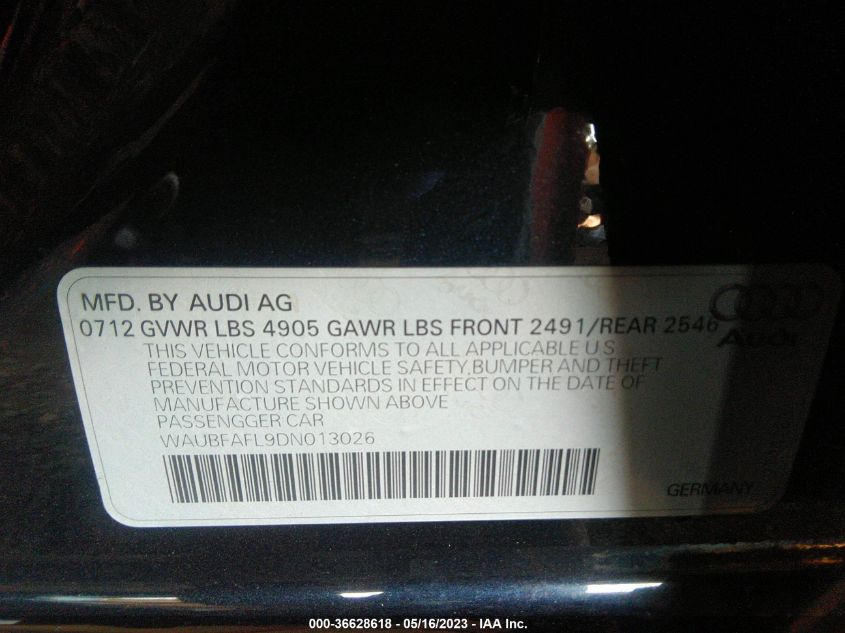 MFD. BY AUDI AG
0712 GVWR LBS 4905 GAWR LBS FRONT 2491/REAR 2546
Audi
THIS VEHICLE CONFORMS TO ALL APPLICABLE U S
FEDERAL MOTOR VEHICLE SAFETY,BUMPER AND THEFT
PREVENTION STANDARDS IN EFFECT ON THE DATE OF
MANUFACTURE SHOWN ABOVE
PASSENGGER CAR
WAUBFAFL9DN013026
GERMANY
000-36628618 - 05/16/2023 - IAA Inc.